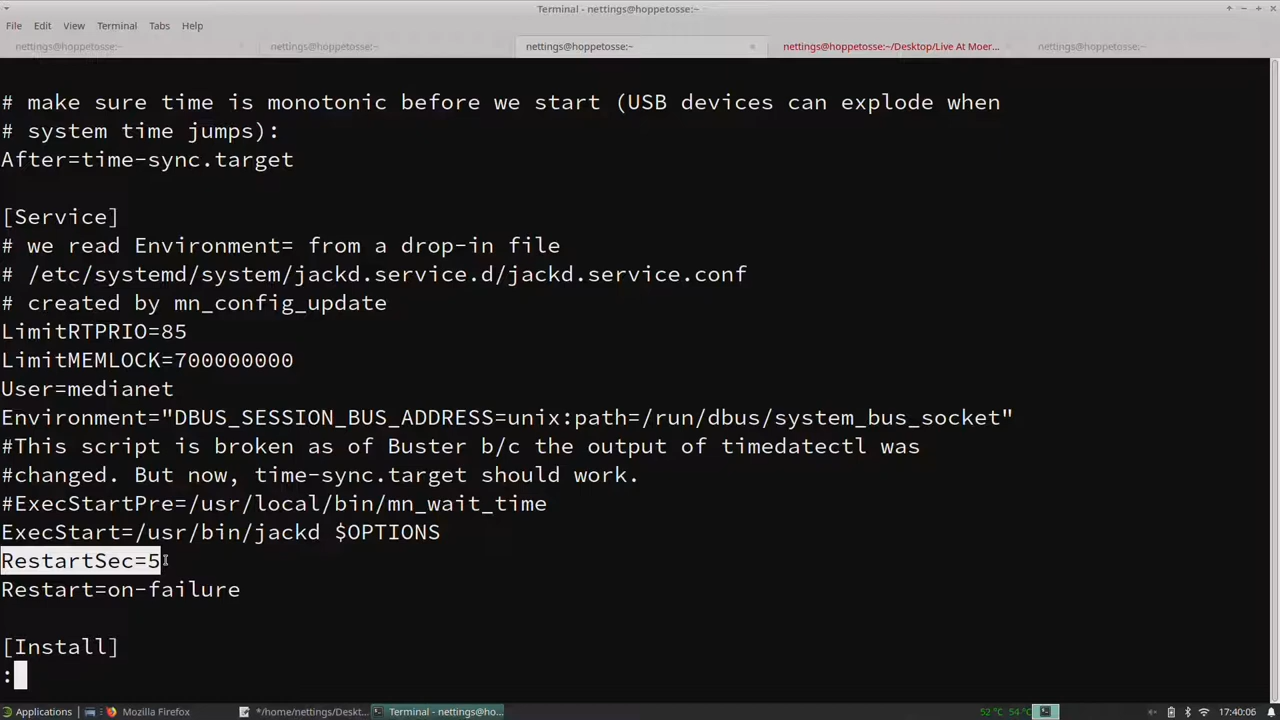 Terminal - nettings@hoppetosse:~
File Edit View Terminal Tabs Help
nettings@hoppetosse:~ nettings@hoppetosse:~ nettings@hoppetosse:~ nettings@hoppetosse:~/Desktop/Live At Moer... nettings@hoppetosse:~
# make sure time is monotonic before we start (USB devices can explode when
# system time jumps):
After=time-sync.target
[Service]
# we read Environment= from a drop-in file
# /etc/systemd/system/jackd.service.d/jackd.service.conf
# created by mn_config_update
LimitRTPRIO=85
LimitMEMLOCK=700000000
User=medianet
Environment="DBUS_SESSION_BUS_ADDRESS=unix:path=/run/dbus/system_bus_socket"
#This script is broken as of Buster b/c the output of timedatectl was
#changed. But now, time-sync.target should work.
#ExecStartPre=/usr/local/bin/mn_wait_time
ExecStart=/usr/bin/jackd $OPTIONS
RestartSec=5
Restart=on-failure
[Install]
:
Applications Mozilla Firefox */home/nettings/Deskt... Terminal - nettings@ho... 52 °C 54 °C 17:40:06